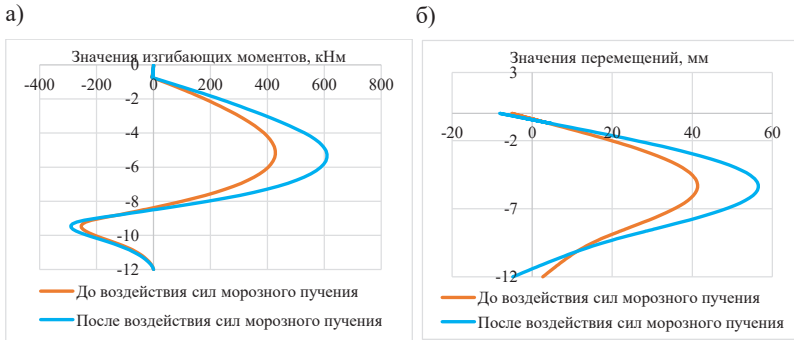 а)
Значения изгибающих моментов, кНм
0
-400 -200 0 200 400 600 800
-2
-4
-6
-8
-10
-12
До воздействия сил морозного пучения
После воздействия сил морозного пучения
б)
Значения перемещений, мм
3
-20 0 20 40 60
-2
-7
-12
До воздействия сил морозного пучения
После воздействия сил морозного пучения